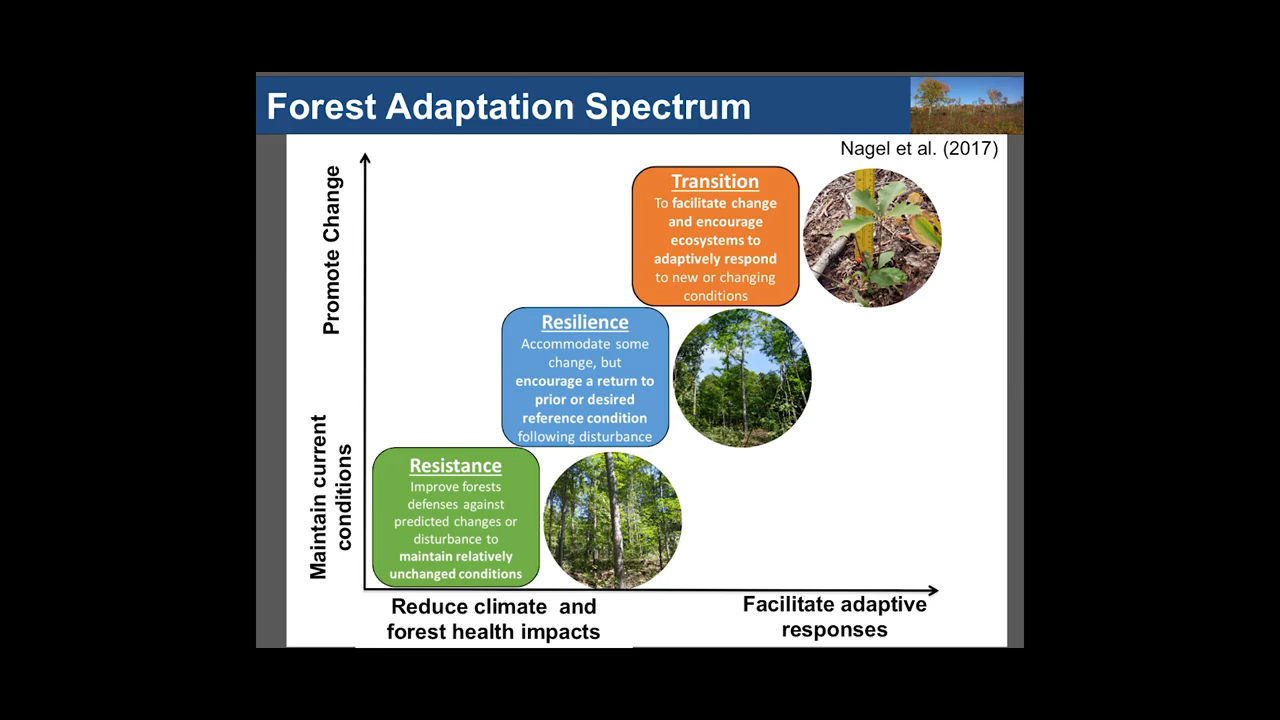 Forest Adaptation Spectrum
Nagel et al. (2017)
Promote Change
Maintain current
conditions
Transition
To facilitate change
and encourage
ecosystems to
adaptively respond
to new or changing
conditions
Resilience
Accommodate some
change, but
encourage a return to
prior or desired
reference condition
following disturbance
Resistance
Improve forests
defenses against
predicted changes or
disturbance to
maintain relatively
unchanged conditions
Reduce climate and
forest health impacts
Facilitate adaptive
responses